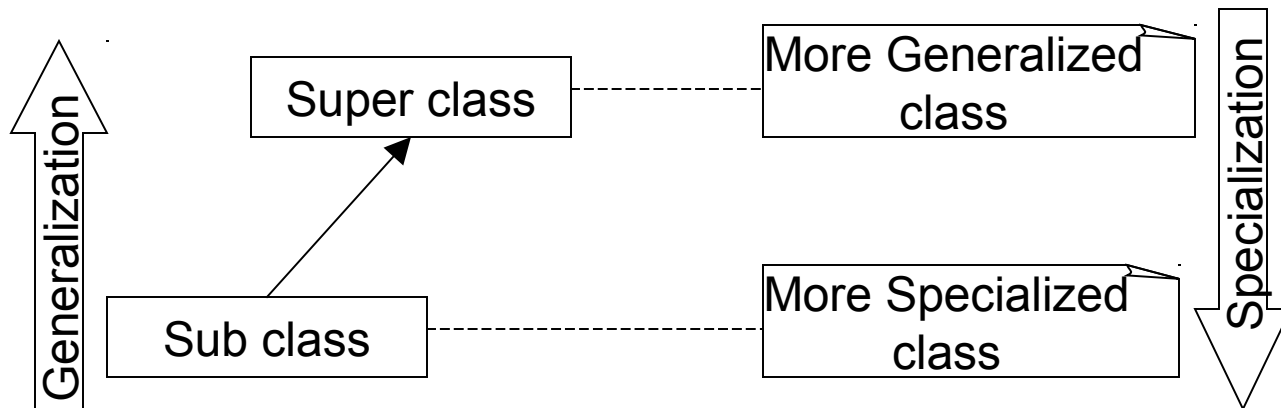 Generalization
Super class
More Generalized
class
Specialization
Sub class
More Specialized
class